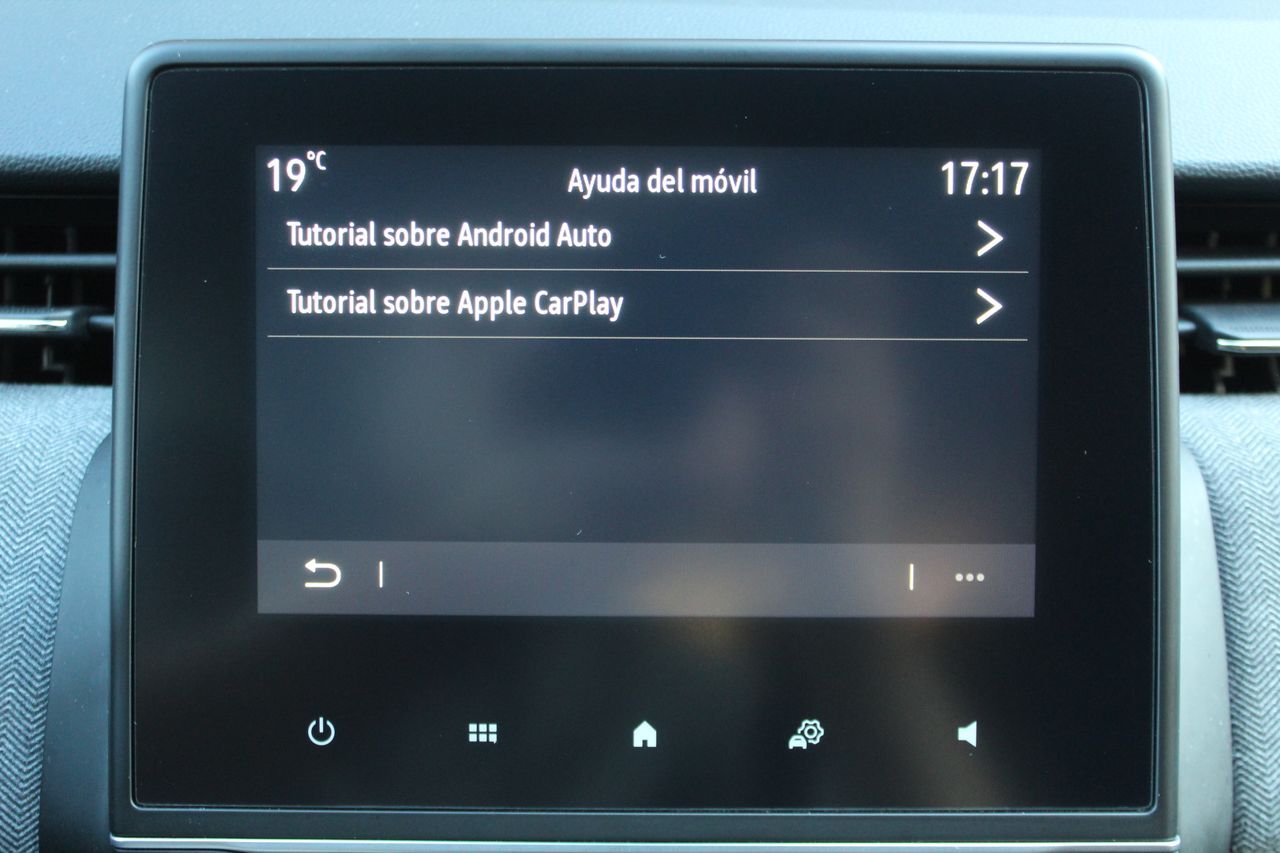 19°C
Ayuda del móvil
17:17
Tutorial sobre Android Auto
Tutorial sobre Apple CarPlay